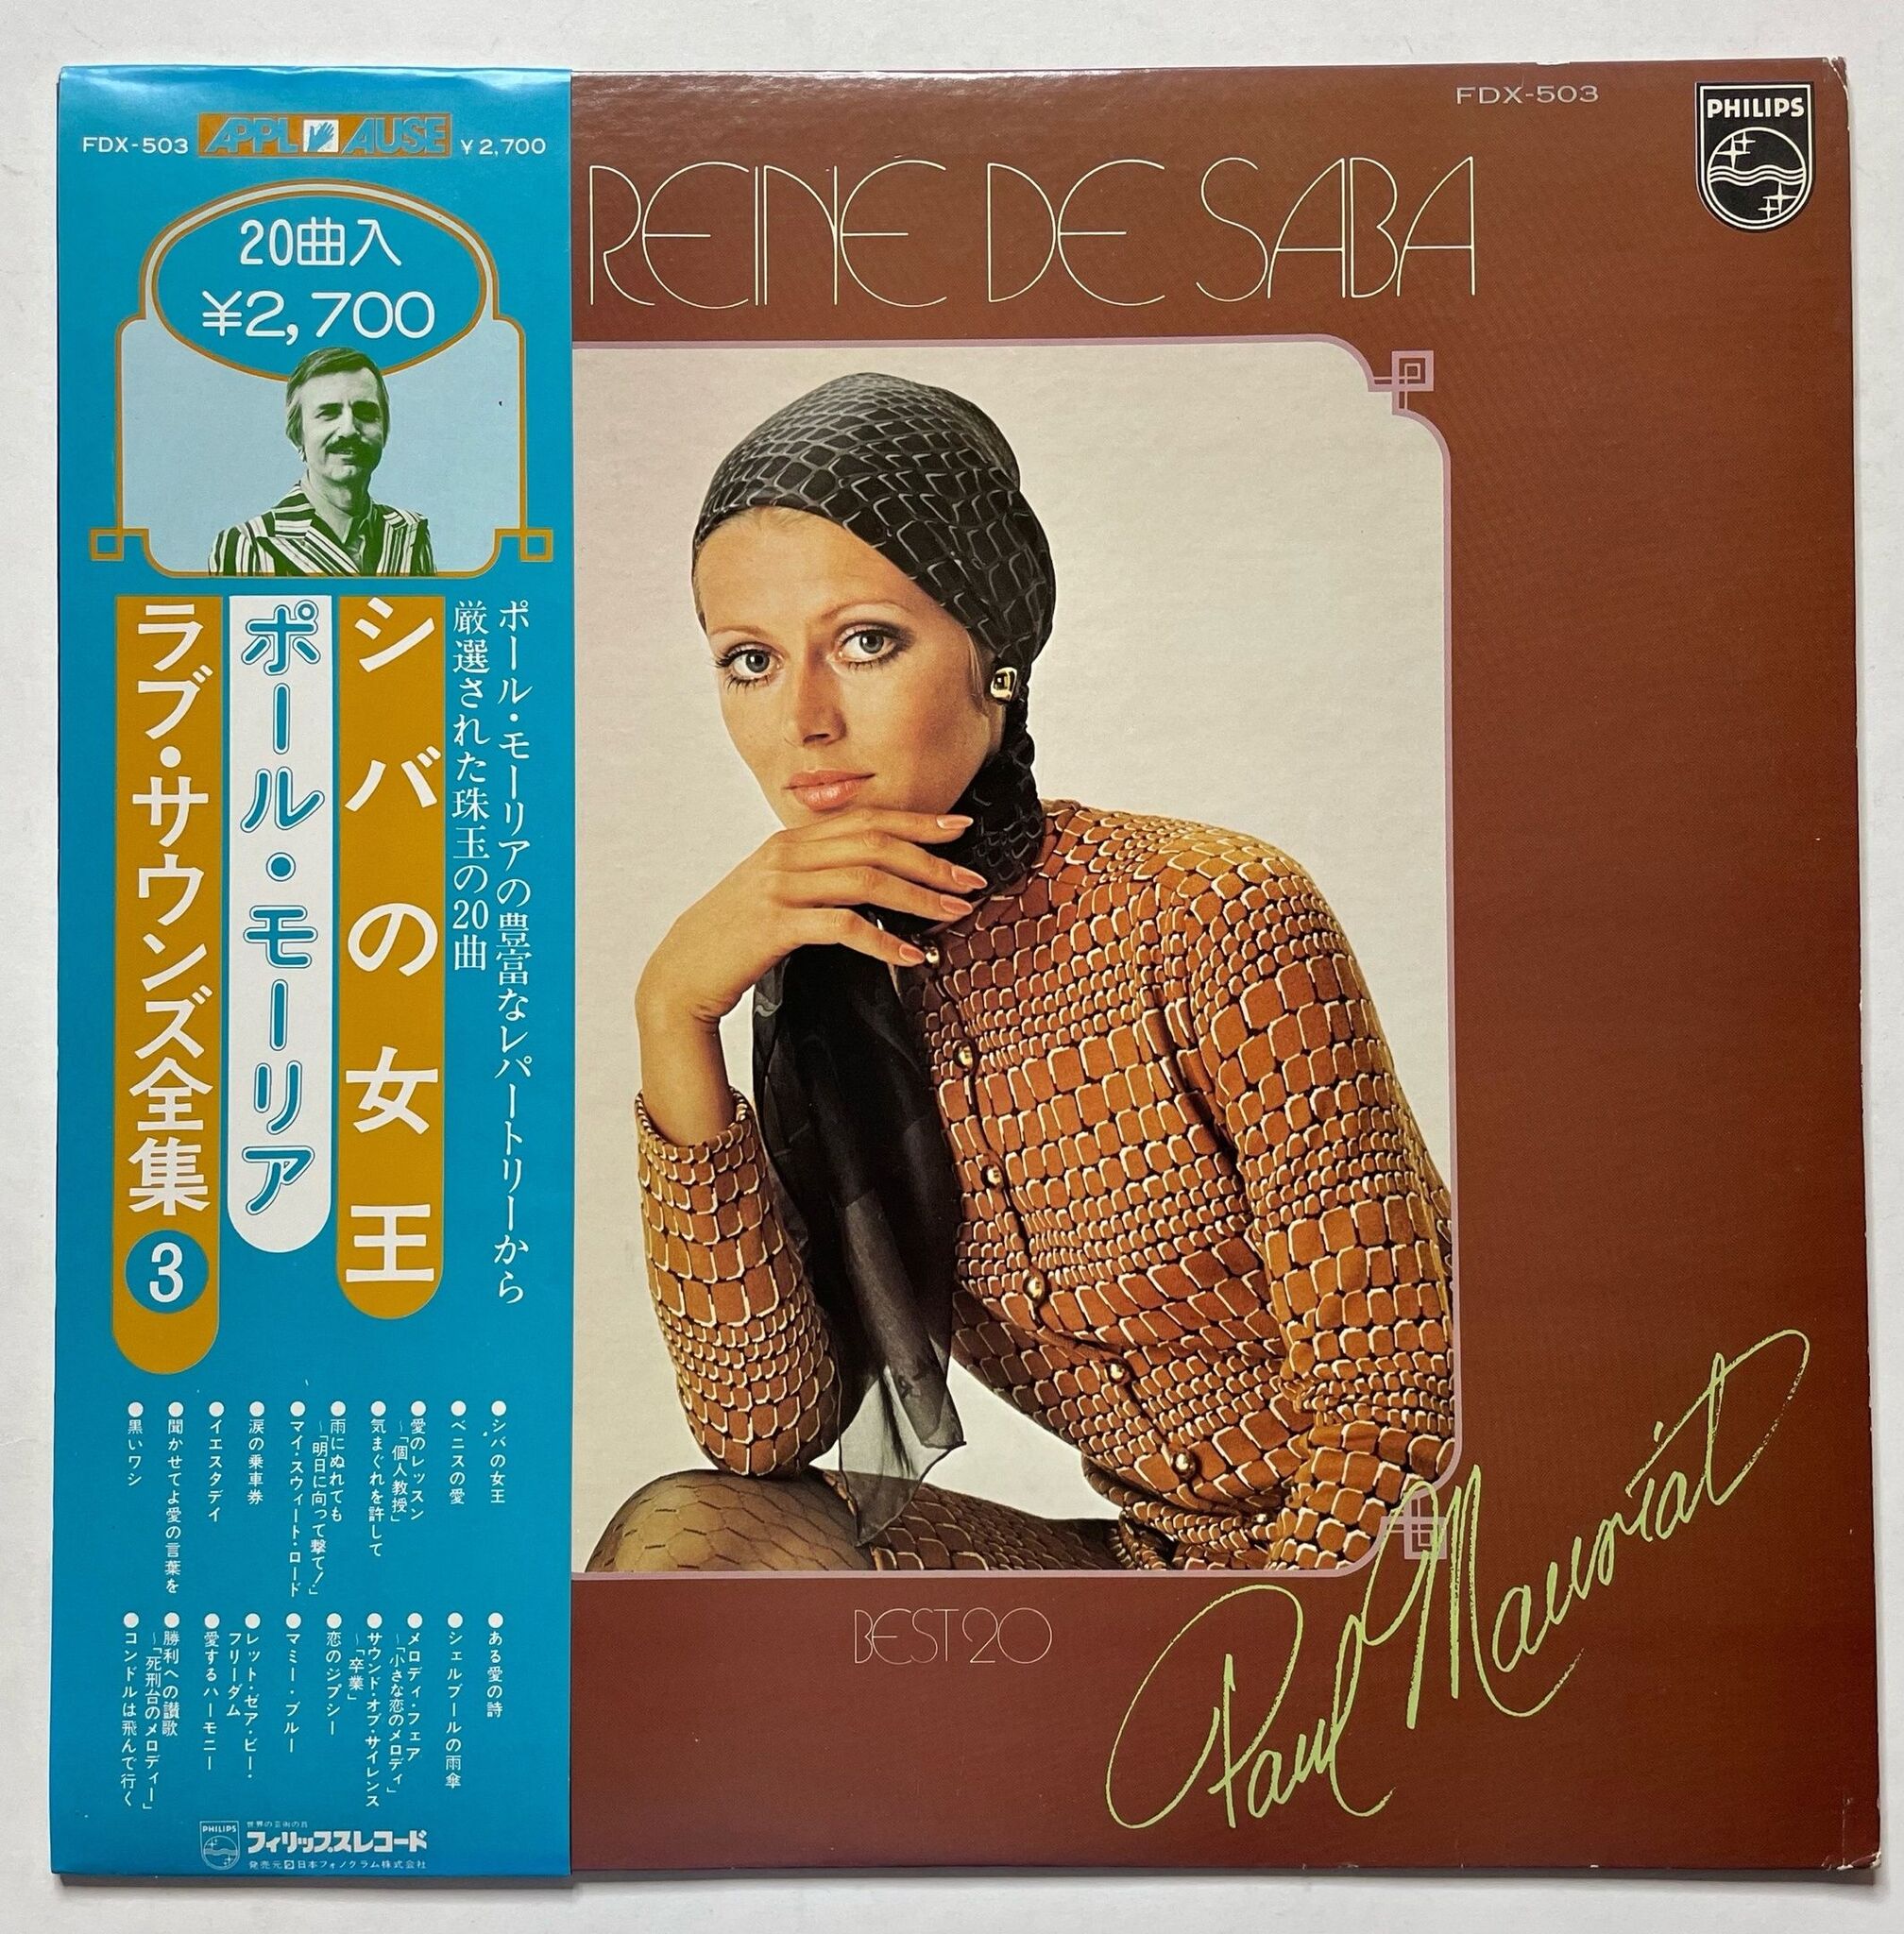 FDX-503
APPLAUSE
¥2,700
20曲入
¥2,700
ポール・モーリアの豊富なレパートリーから
厳選された珠玉の20曲
シバの女王
ポール・モーリア
ラブ・サウンズ全集3
●シバの女王
●ベニスの愛
●愛のレッスン
~「個人教授」
●気まぐれを許して
●雨にぬれても
~「明日に向って撃て!」
●マイ・スウィート・ロード
●涙の乗車券
●イエスタデイ
●聞かせてよ愛の言葉を
●黒いワシ
●ある愛の詩
●シェルブールの雨傘
●メロディ・フェア
~「小さな恋のメロディ」
●サウンド・オブ・サイレンス
~「卒業」
●恋のジプシー
●マミー・ブルー
●レット・ゼア・ビー・
フリーダム
●愛するハーモニー
●勝利への讃歌
~「死刑台のメロディー」
●コンドルは飛んで行く
PHILIPS
フィリップスレコード
発売元 日本フォノグラム株式会社
FDX-503
PHILIPS
REINE DE SABA
BEST 20
Paul Mauriat